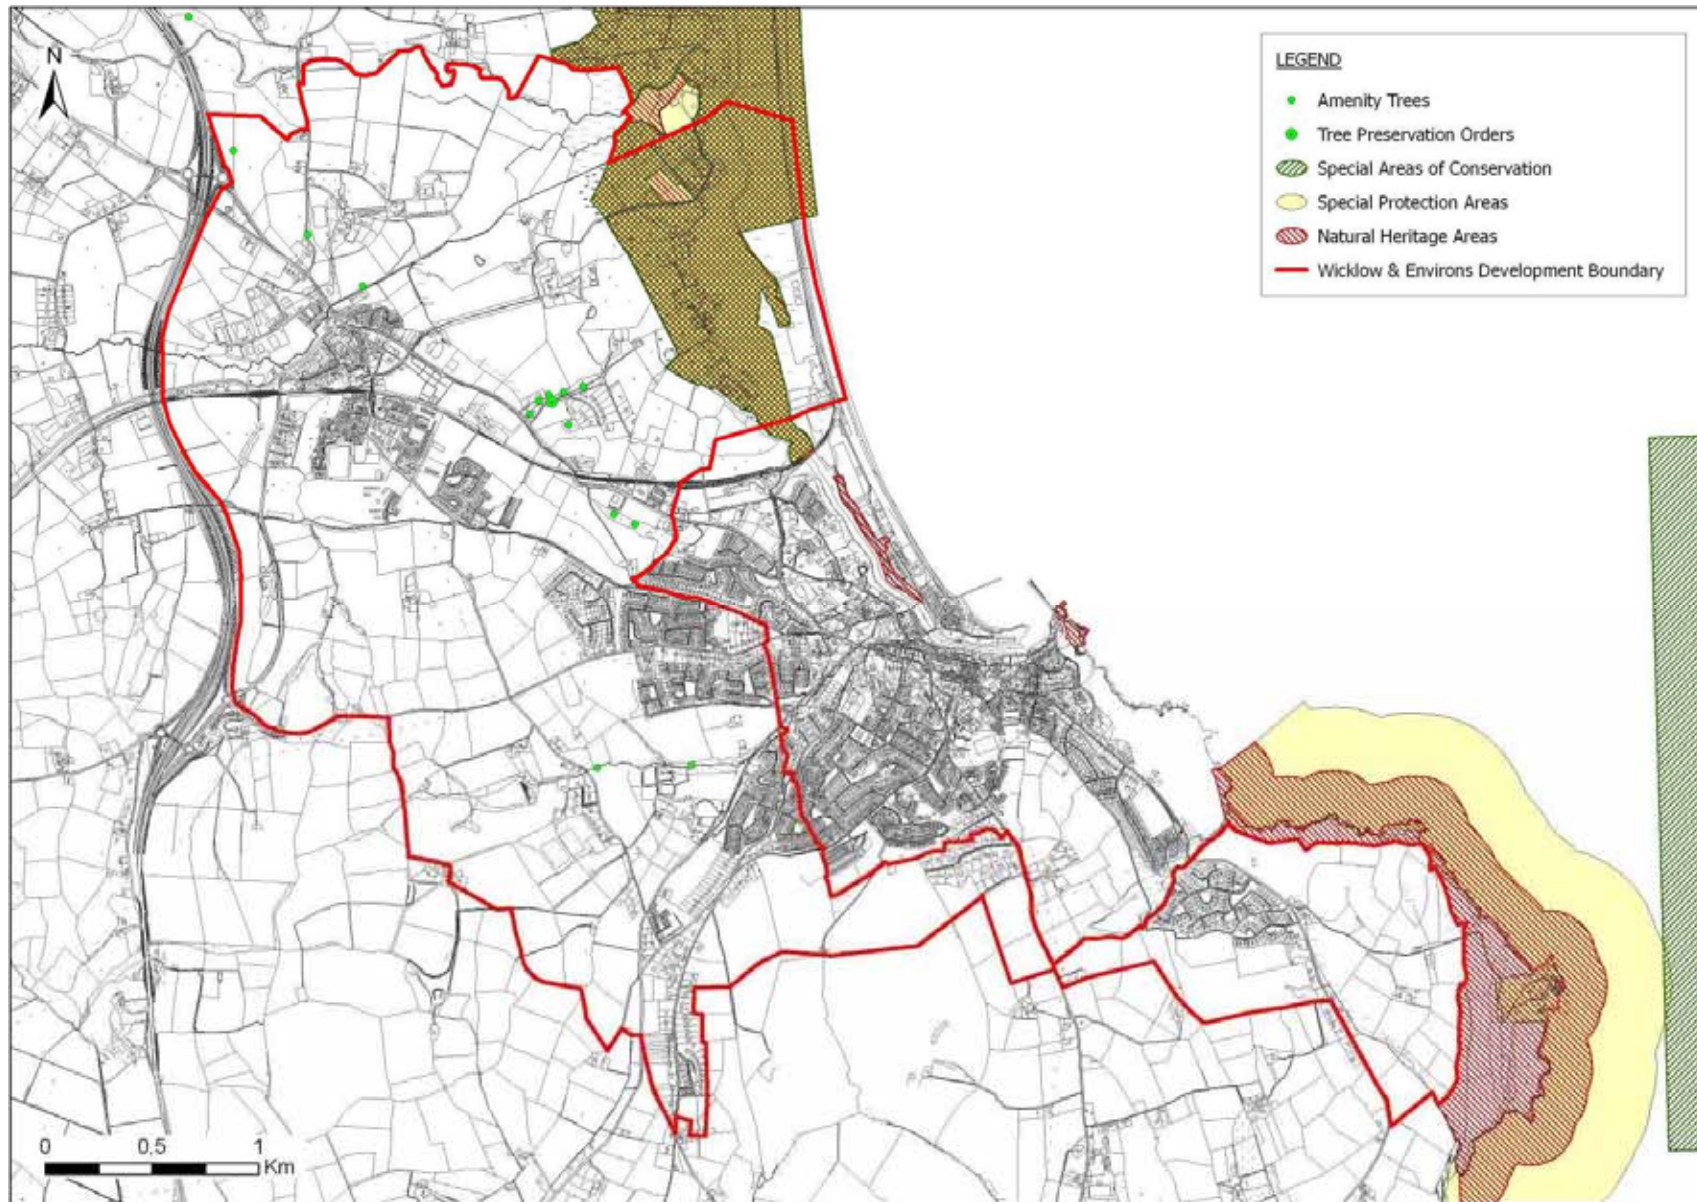 N
LEGEND
Amenity Trees
Tree Preservation Orders
Special Areas of Conservation
Special Protection Areas
Natural Heritage Areas
Wicklow & Environs Development Boundary
0 0.5 1
Km